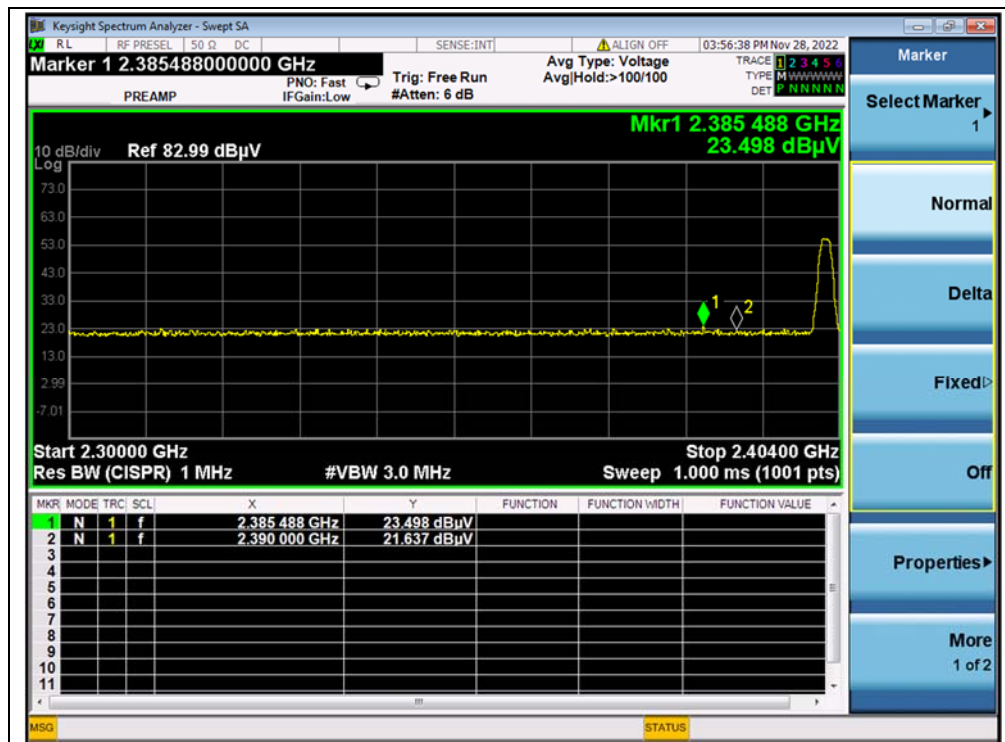 Keysight Spectrum Analyzer - Swept SA
LXI RL RF PRESEL 50 Ω DC SENSE:INT ALIGN OFF 03:56:38 PM Nov 28, 2022
Marker 1 2.385488000000 GHz
PREAMP
PNO: Fast
IFGain:Low
Trig: Free Run
#Atten: 6 dB
Avg Type: Voltage
Avg|Hold:>100/100
TRACE 1 2 3 4 5 6
TYPE M WWWWW
DET P NNNNN
Mkr1 2.385 488 GHz
23.498 dBµV
10 dB/div Ref 82.99 dBµV
Log
73.0
63.0
53.0
43.0
33.0
23.0
13.0
2.99
-7.01
1
2
Start 2.30000 GHz Stop 2.40400 GHz
Res BW (CISPR) 1 MHz #VBW 3.0 MHz Sweep 1.000 ms (1001 pts)
MKR MODE TRC SCL X Y FUNCTION FUNCTION WIDTH FUNCTION VALUE
1 N 1 f 2.385 488 GHz 23.498 dBµV
2 N 1 f 2.390 000 GHz 21.637 dBµV
3
4
5
6
7
8
9
10
11
MSG STATUS
Marker
Select Marker
1
Normal
Delta
Fixed
Off
Properties
More
1 of 2